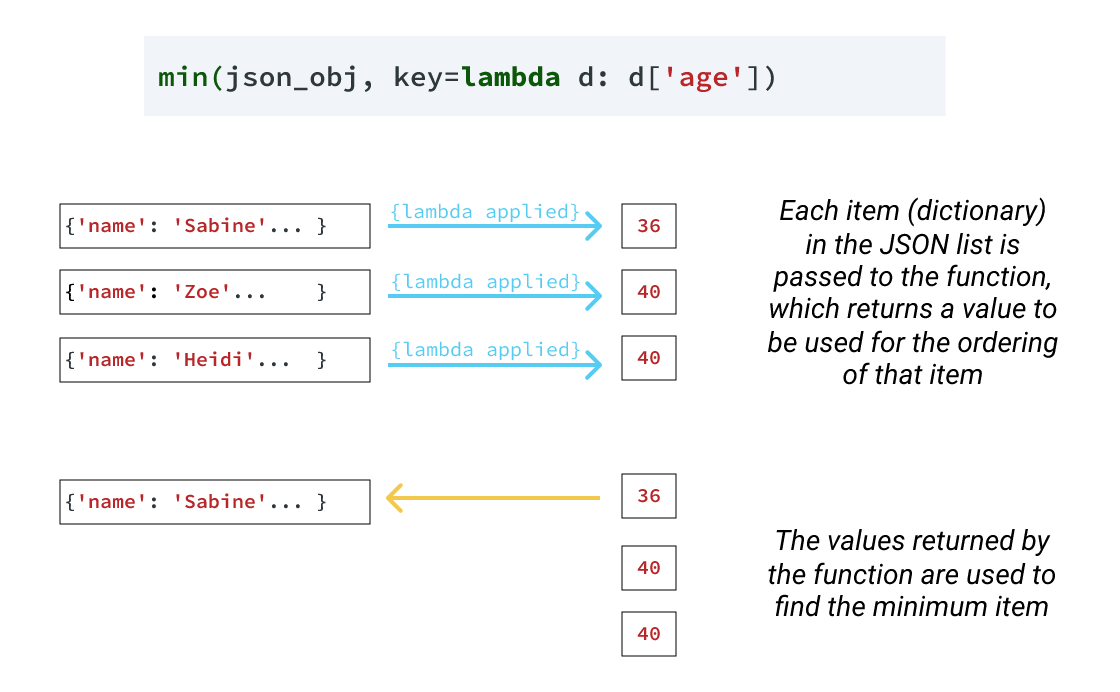 min(json_obj, key=lambda d: d['age'])
{'name': 'Sabine'... }
{lambda applied}
36
{'name': 'Zoe'...    }
{lambda applied}
40
{'name': 'Heidi'...  }
{lambda applied}
40
Each item (dictionary)
in the JSON list is
passed to the function,
which returns a value to
be used for the ordering
of that item
{'name': 'Sabine'... }
36
40
40
The values returned by
the function are used to
find the minimum item